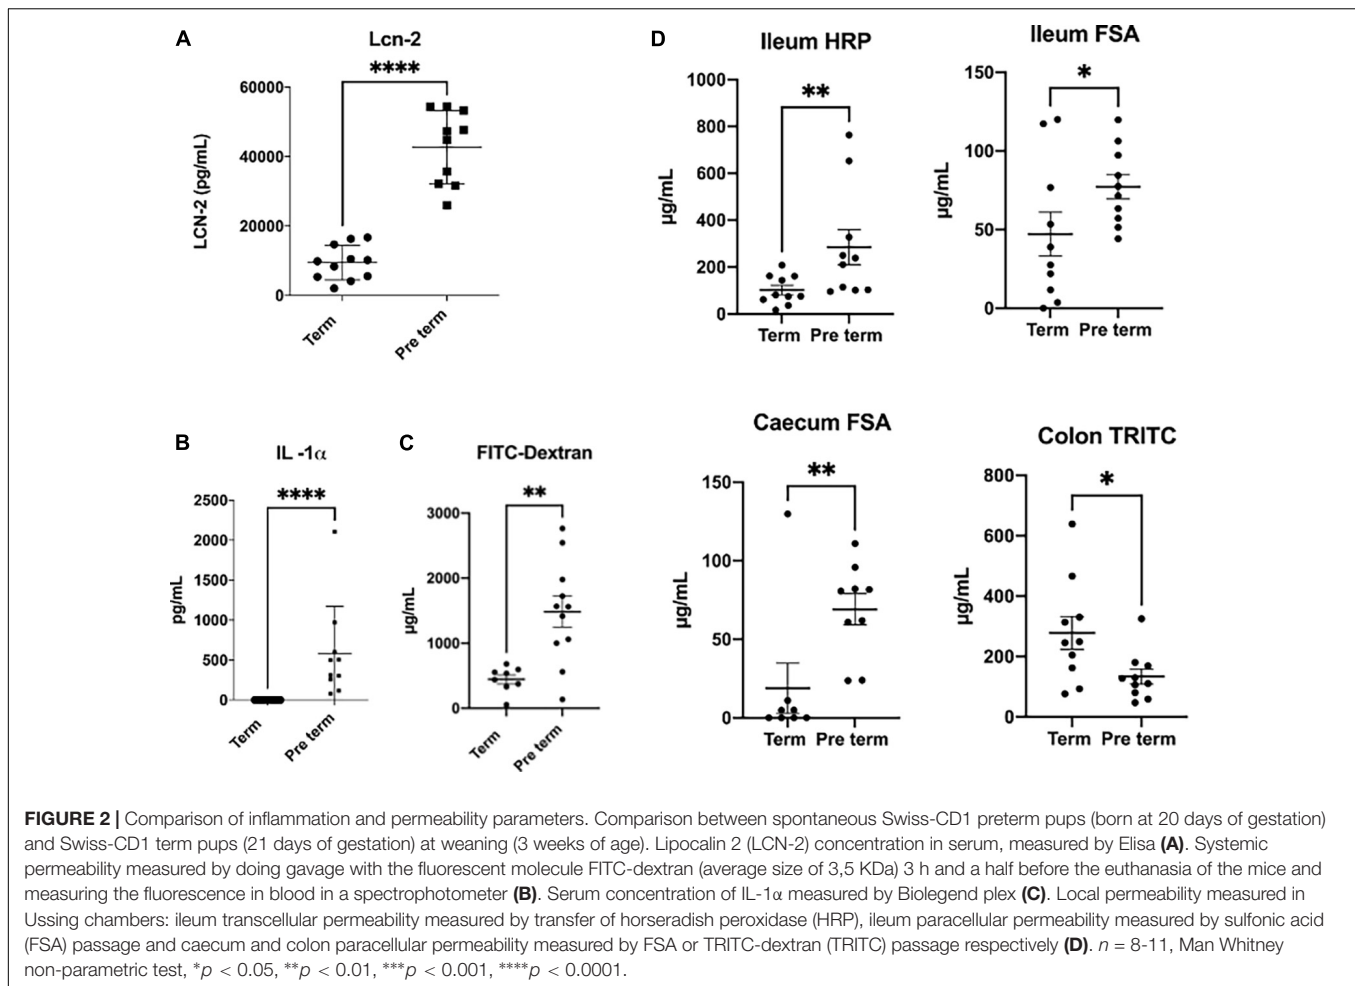 A
Lcn-2
****
LCN-2 (pg/mL)
60000
40000
20000
0
Term
Pre term
D
Ileum HRP
**
µg/mL
1000
800
600
400
200
0
Term Pre term
Ileum FSA
*
µg/mL
150
100
50
0
Term Pre term
B
IL -1α
****
pg/mL
2500
2000
1500
1000
500
0
Term
Pre term
C
FITC-Dextran
**
µg/mL
3000
2000
1000
0
Term
Pre term
Caecum FSA
**
µg/mL
150
100
50
0
Term Pre term
Colon TRITC
*
µg/mL
800
600
400
200
0
Term Pre term
FIGURE 2 | Comparison of inflammation and permeability parameters. Comparison between spontaneous Swiss-CD1 preterm pups (born at 20 days of gestation)
and Swiss-CD1 term pups (21 days of gestation) at weaning (3 weeks of age). Lipocalin 2 (LCN-2) concentration in serum, measured by Elisa (A). Systemic
permeability measured by doing gavage with the fluorescent molecule FITC-dextran (average size of 3,5 KDa) 3 h and a half before the euthanasia of the mice and
measuring the fluorescence in blood in a spectrophotometer (B). Serum concentration of IL-1α measured by Biolegend plex (C). Local permeability measured in
Ussing chambers: ileum transcellular permeability measured by transfer of horseradish peroxidase (HRP), ileum paracellular permeability measured by sulfonic acid
(FSA) passage and caecum and colon paracellular permeability measured by FSA or TRITC-dextran (TRITC) passage respectively (D). n = 8-11, Man Whitney
non-parametric test, *p < 0.05, **p < 0.01, ***p < 0.001, ****p < 0.0001.